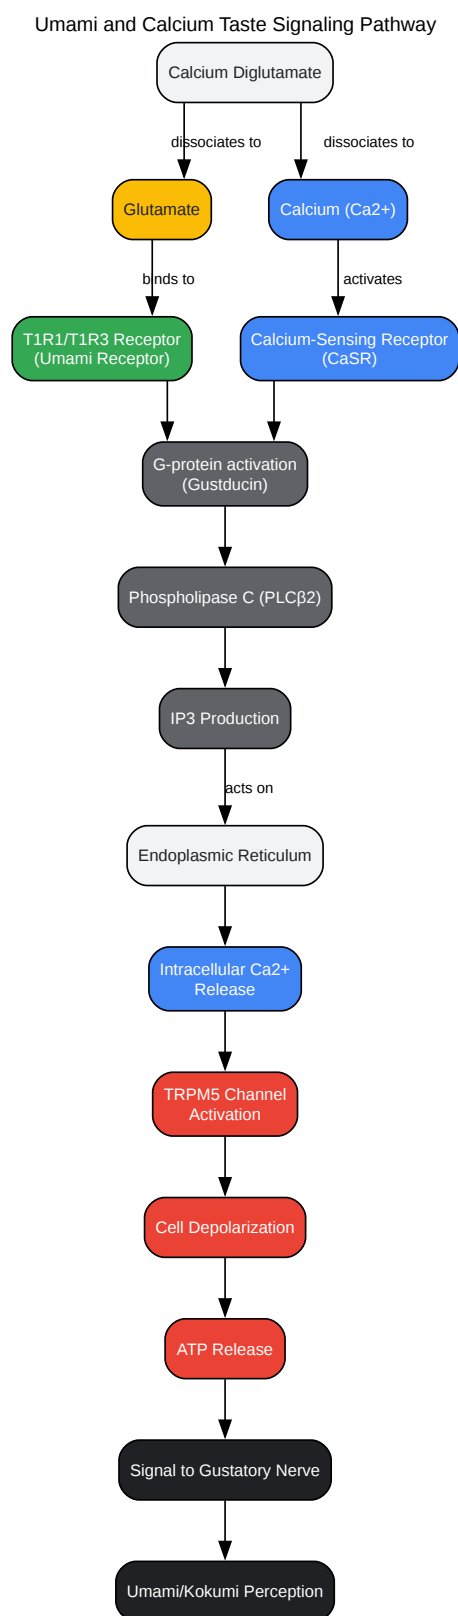 Umami and Calcium Taste Signaling Pathway
Calcium Diglutamate
dissociates to
dissociates to
Glutamate
Calcium (Ca2+)
binds to
activates
T1R1/T1R3 Receptor
(Umami Receptor)
Calcium-Sensing Receptor
(CaSR)
G-protein activation
(Gustducin)
Phospholipase C (PLCβ2)
IP3 Production
acts on
Endoplasmic Reticulum
Intracellular Ca2+
Release
TRPM5 Channel
Activation
Cell Depolarization
ATP Release
Signal to Gustatory Nerve
Umami/Kokumi Perception